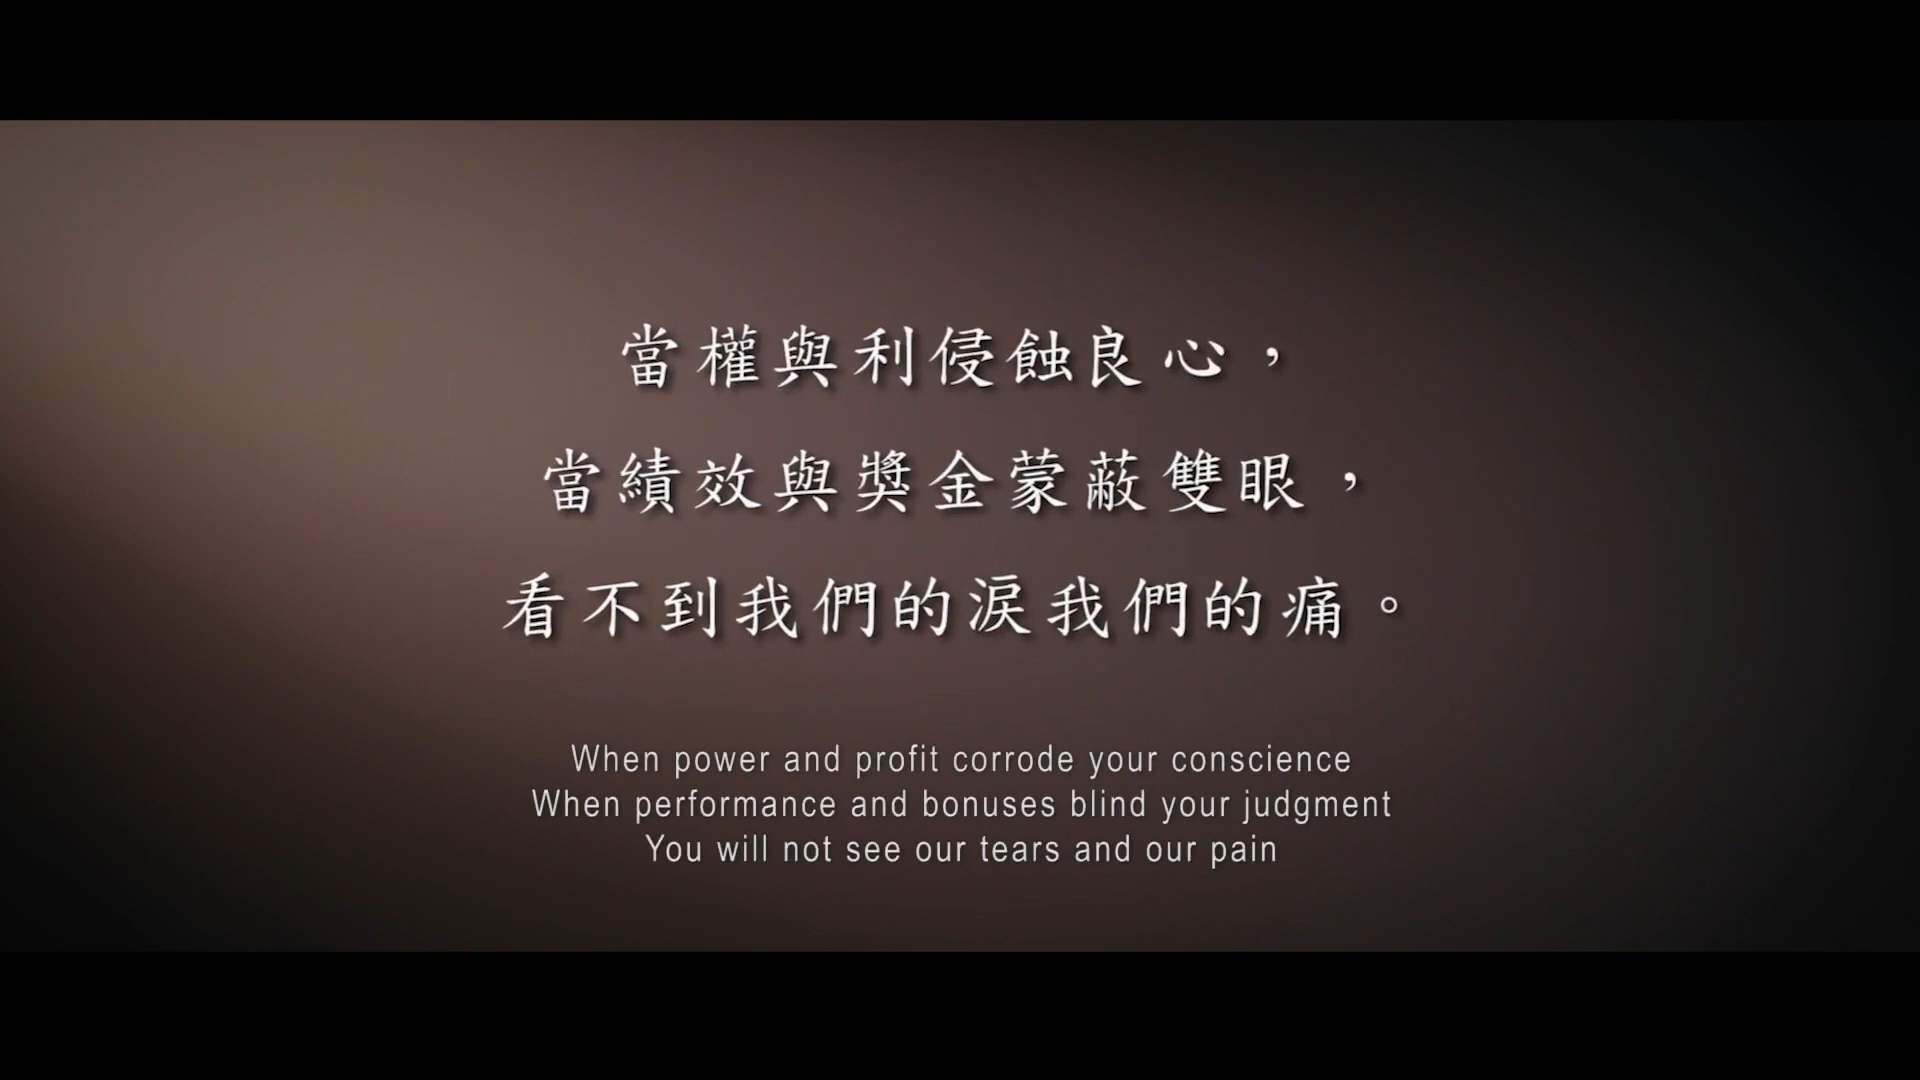 當權與利侵蝕良心，
當績效與獎金蒙蔽雙眼，
看不到我們的淚我們的痛。
When power and profit corrode your conscience
When performance and bonuses blind your judgment
You will not see our tears and our pain